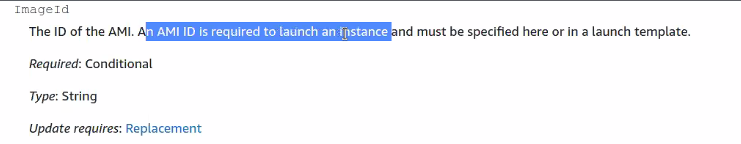 ImageId
The ID of the AMI. An AMI ID is required to launch an instance and must be specified here or in a launch template.
Required: Conditional
Type: String
Update requires: Replacement